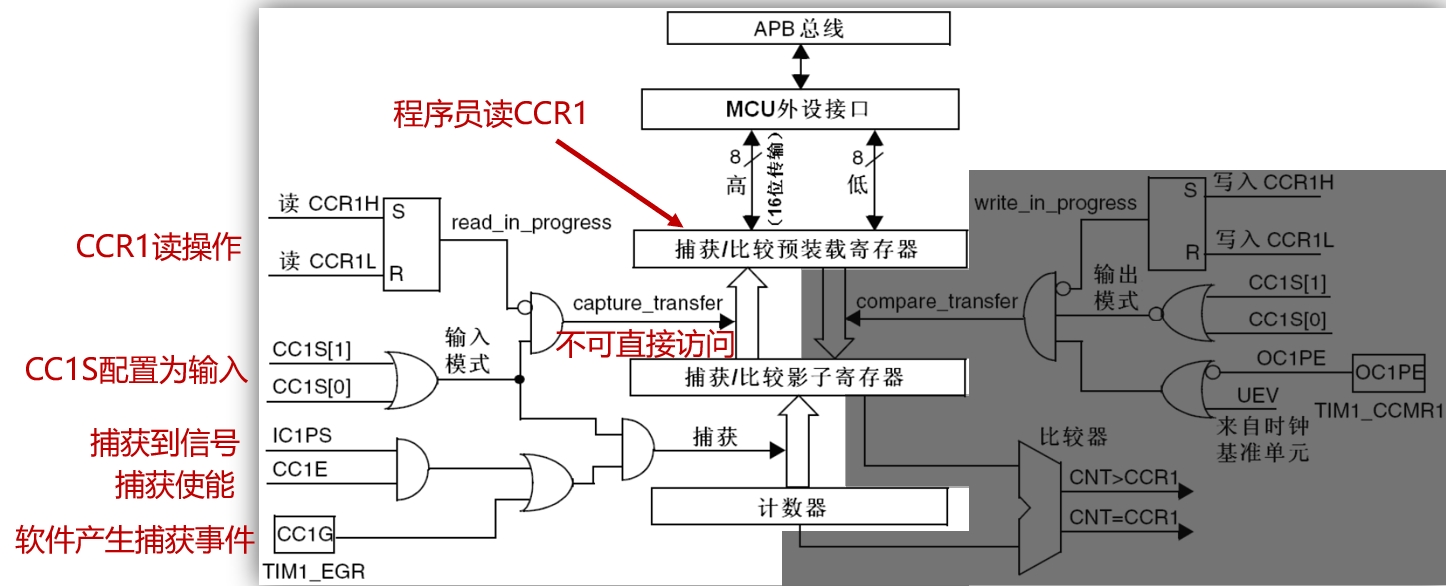 APB 总线
程序员读CCR1
MCU外设接口
8
高
（16位传输）
8
低
读 CCR1H
S
read_in_progress
CCR1读操作
读 CCR1L
R
捕获/比较预装载寄存器
write_in_progress
S
写入 CCR1H
R
写入 CCR1L
capture_transfer
不可直接访问
compare_transfer
输出
模式
CC1S[1]
CC1S[0]
CC1S[1]
CC1S配置为输入
CC1S[0]
输入
模式
捕获/比较影子寄存器
OC1PE
OC1PE
UEV
TIM1_CCMR1
来自时钟
基准单元
捕获到信号
IC1PS
捕获使能
CC1E
捕获
比较器
CNT>CCR1
CNT=CCR1
计数器
软件产生捕获事件
CC1G
TIM1_EGR